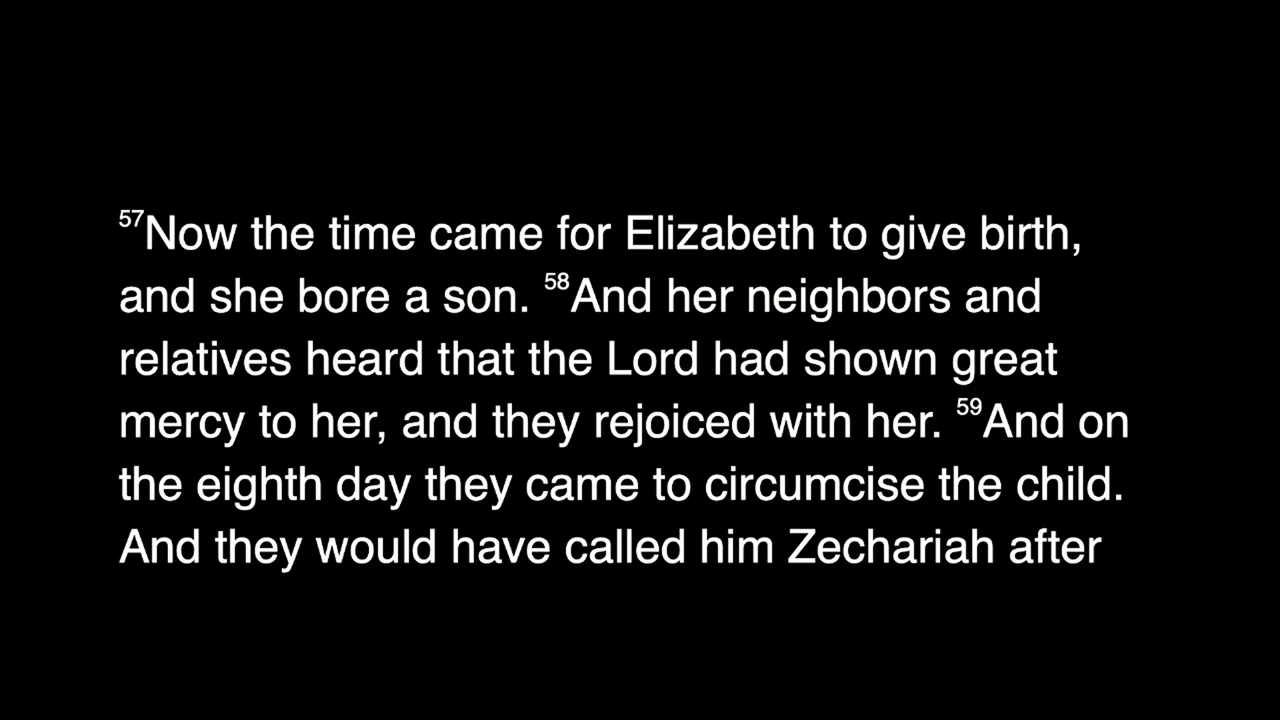 57Now the time came for Elizabeth to give birth,
and she bore a son. 58And her neighbors and
relatives heard that the Lord had shown great
mercy to her, and they rejoiced with her. 59And on
the eighth day they came to circumcise the child.
And they would have called him Zechariah after